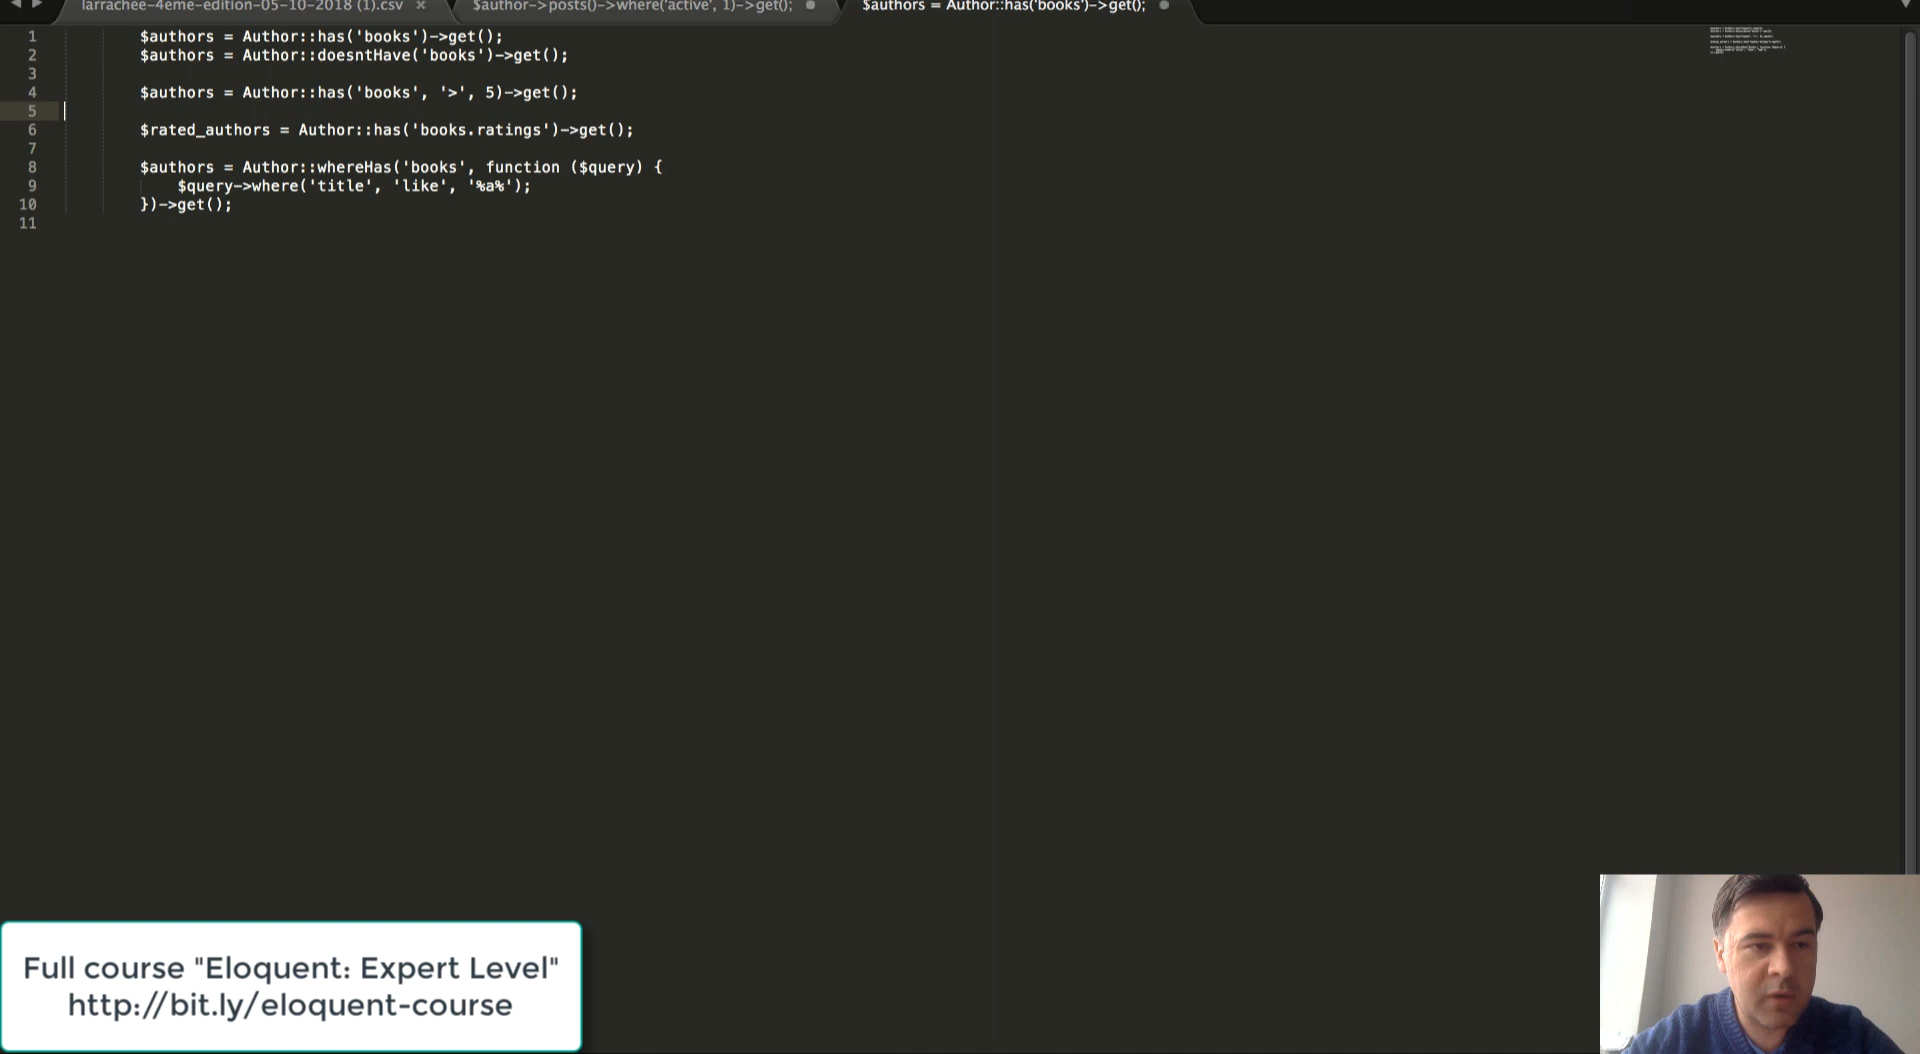 larrachee-4eme-edition-05-10-2018 (1).csv
$author->posts()->where('active', 1)->get();
$authors = Author::has('books')->get();
1 $authors = Author::has('books')->get();
2 $authors = Author::doesntHave('books')->get();
3
4 $authors = Author::has('books', '>', 5)->get();
5
6 $rated_authors = Author::has('books.ratings')->get();
7
8 $authors = Author::whereHas('books', function ($query) {
9 $query->where('title', 'like', '%a%');
10 })->get();
11
Full course "Eloquent: Expert Level"
http://bit.ly/eloquent-course